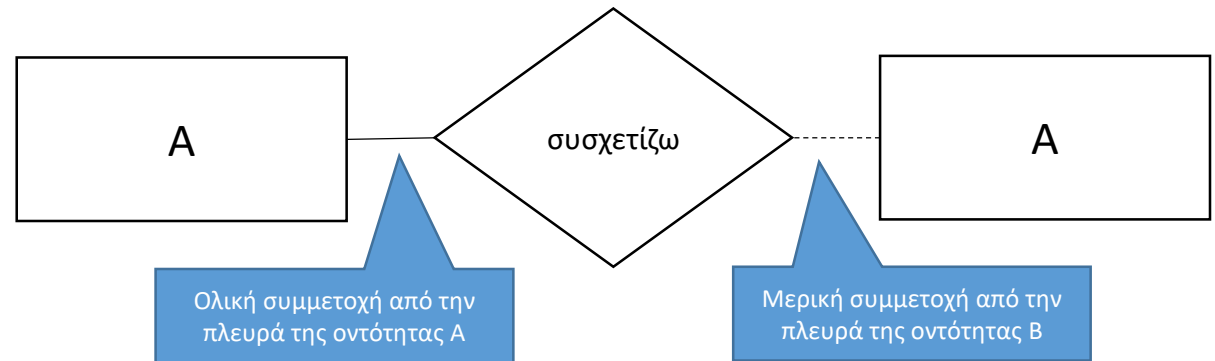 Α
συσχετίζω
Α
Ολική συμμετοχή από την
πλευρά της οντότητας Α
Μερική συμμετοχή από την
πλευρά της οντότητας Β